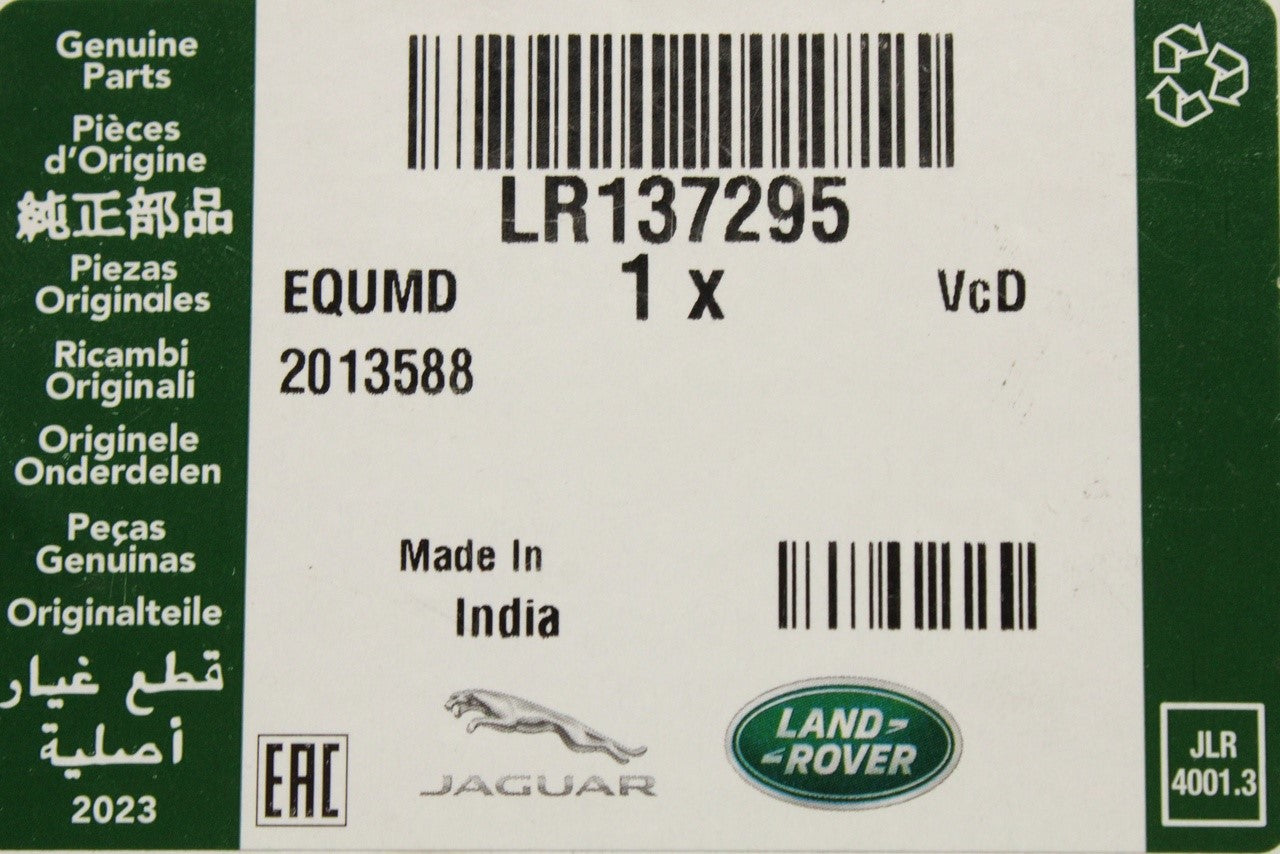 Genuine
Parts
Pièces
d'Origine
純正部品
Piezas
Originales
Ricambi
Originali
Originele
Onderdelen
Peças
Genuinas
Originalteile
قطع غيار
أصلية
2023
LR137295
EQUMD 1 x VcD
2013588
Made In
India
EAC
JAGUAR
LAND
ROVER
JLR
4001.3